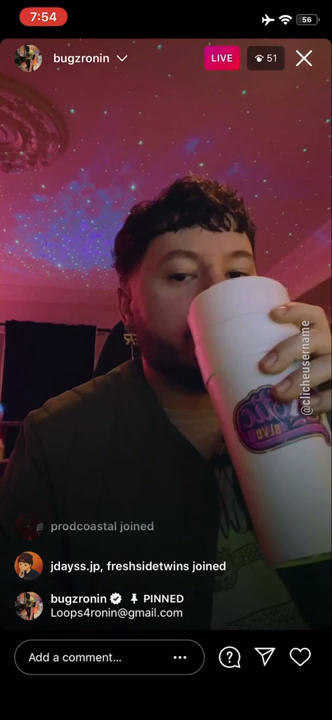 7:54
56
bugzronin
LIVE
51
@clicheusername
BLVD
prodcoastal joined
jdayss.jp, freshsidetwins joined
bugzronin PINNED
Loops4ronin@gmail.com
Add a comment...